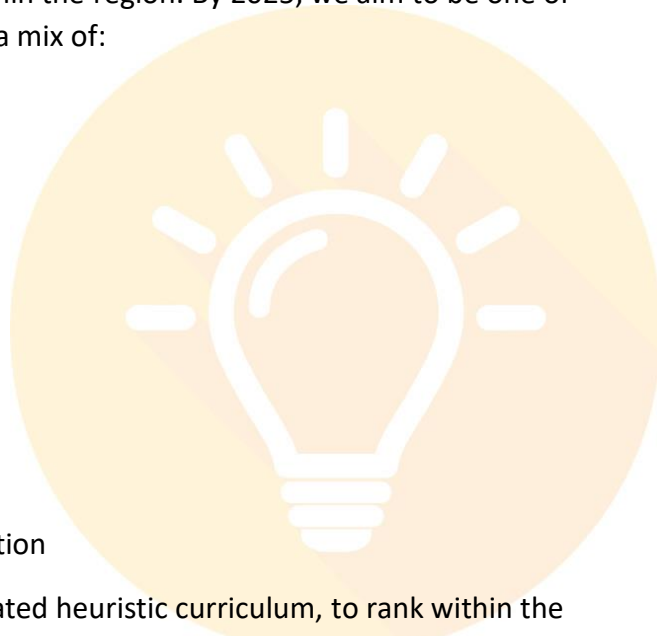 the region. By 2025, we aim to be one of
a mix of:
tion
ated heuristic curriculum, to rank within the